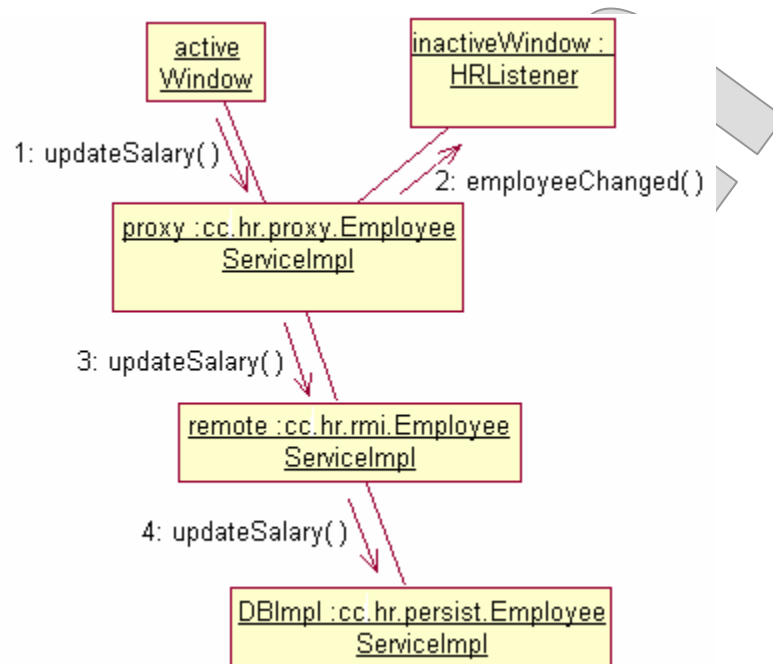 active
Window
inactiveWindow :
HRListener
1: updateSalary( )
2: employeeChanged( )
proxy :cc.hr.proxy.Employee
ServiceImpl
3: updateSalary( )
remote :cc.hr.rmi.Employee
ServiceImpl
4: updateSalary( )
DBImpl :cc.hr.persist.Employee
ServiceImpl